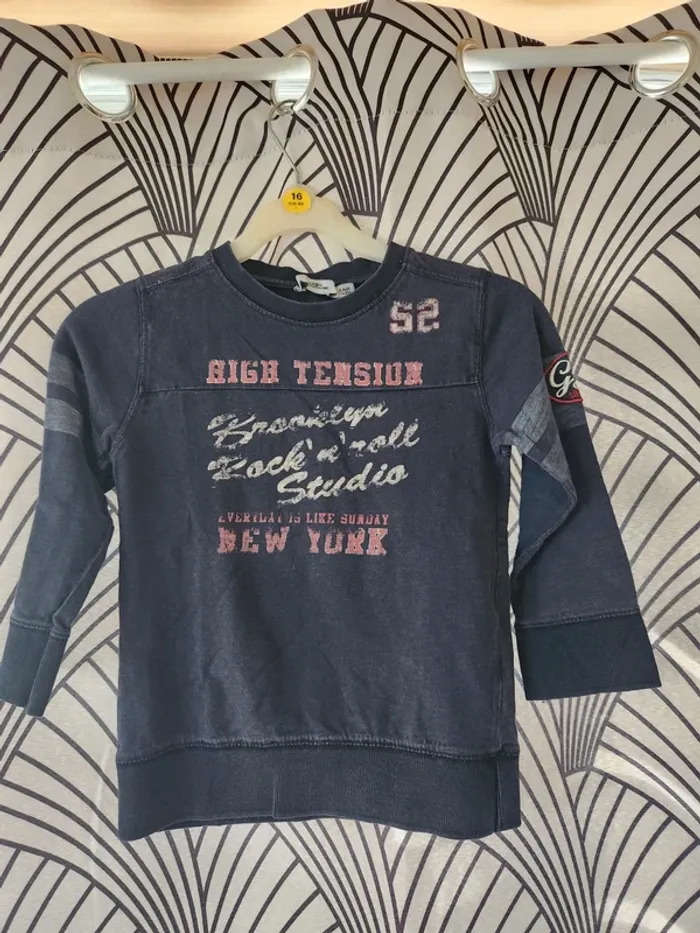 16
52
HIGH TENSION
G
Brooklyn
Rock'n'roll
Studio
EVERYDAY IS LIKE SUNDAY
NEW YORK